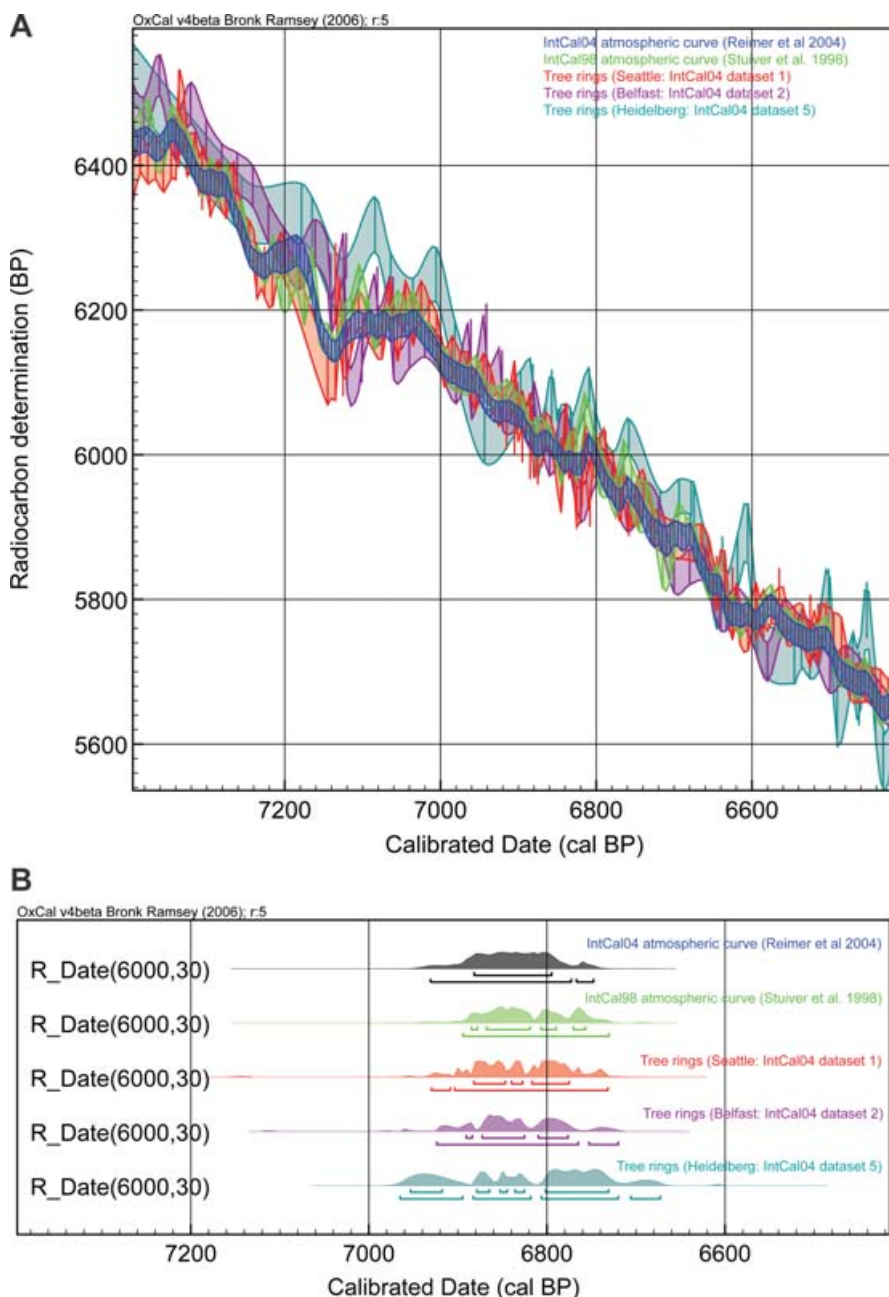 A
OxCal v4beta Bronk Ramsey (2006); r:5
IntCal04 atmospheric curve (Reimer et al 2004)
IntCal98 atmospheric curve (Stuiver et al. 1998)
Tree rings (Seattle: IntCal04 dataset 1)
Tree rings (Belfast: IntCal04 dataset 2)
Tree rings (Heidelberg: IntCal04 dataset 5)
Radiocarbon determination (BP)
6400
6200
6000
5800
5600
7200 7000 6800 6600
Calibrated Date (cal BP)
B
OxCal v4beta Bronk Ramsey (2006); r:5
IntCal04 atmospheric curve (Reimer et al 2004)
R_Date(6000,30)
IntCal98 atmospheric curve (Stuiver et al. 1998)
R_Date(6000,30)
Tree rings (Seattle: IntCal04 dataset 1)
R_Date(6000,30)
Tree rings (Belfast: IntCal04 dataset 2)
R_Date(6000,30)
Tree rings (Heidelberg: IntCal04 dataset 5)
R_Date(6000,30)
7200 7000 6800 6600
Calibrated Date (cal BP)